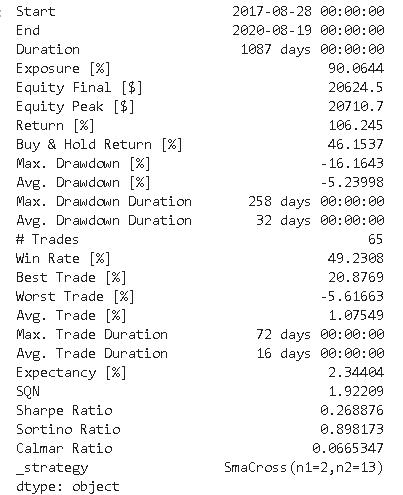 Start 2017-08-28 00:00:00
End 2020-08-19 00:00:00
Duration 1087 days 00:00:00
Exposure [%] 90.0644
Equity Final [$] 20624.5
Equity Peak [$] 20710.7
Return [%] 106.245
Buy & Hold Return [%] 46.1537
Max. Drawdown [%] -16.1643
Avg. Drawdown [%] -5.23998
Max. Drawdown Duration 258 days 00:00:00
Avg. Drawdown Duration 32 days 00:00:00
# Trades 65
Win Rate [%] 49.2308
Best Trade [%] 20.8769
Worst Trade [%] -5.61663
Avg. Trade [%] 1.07549
Max. Trade Duration 72 days 00:00:00
Avg. Trade Duration 16 days 00:00:00
Expectancy [%] 2.34404
SQN 1.92209
Sharpe Ratio 0.268876
Sortino Ratio 0.898173
Calmar Ratio 0.0665347
_strategy SmaCross(n1=2,n2=13)
dtype: object